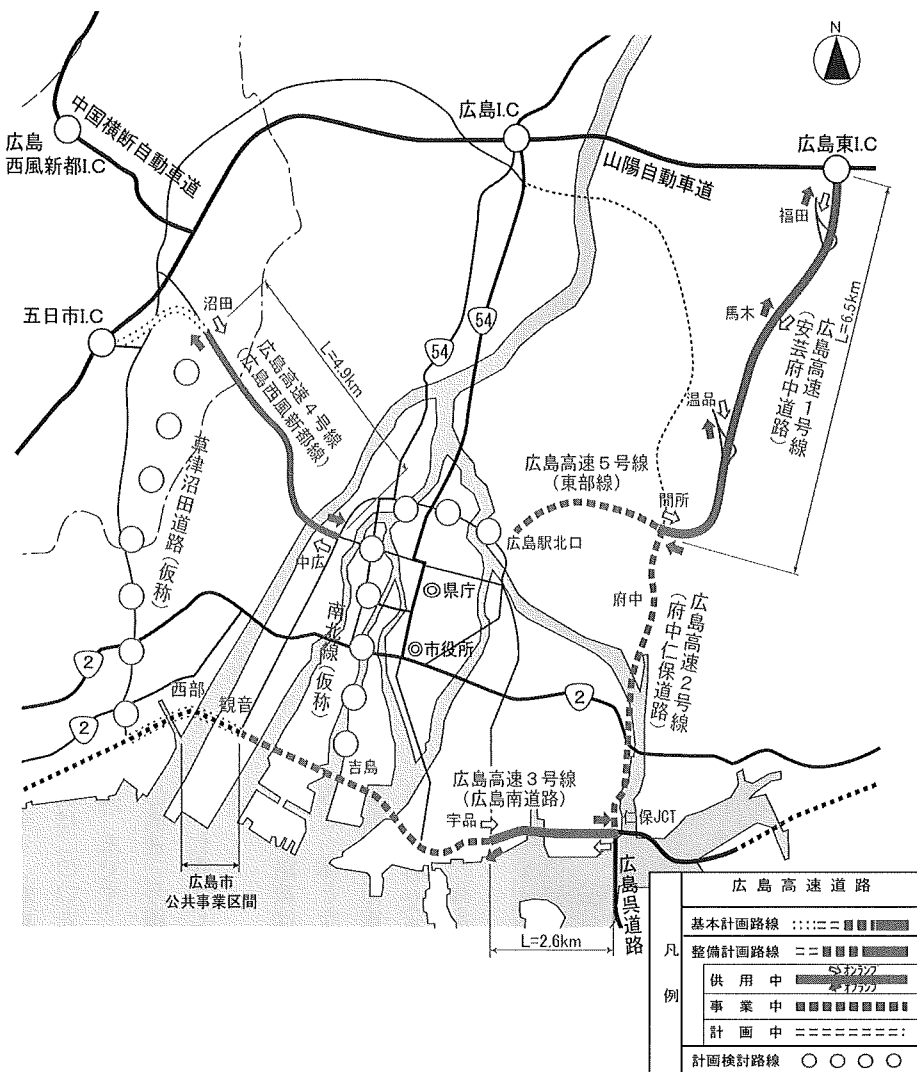 N
広島I.C
広島東I.C
広島
西風新都I.C
中国横断自動車道
山陽自動車道
福田
五日市I.C
沼田
54
54
馬木
L=6.5km
広島高速1号線
(安芸府中道路)
L=4.9km
広島高速4号線
(広島西風新都線)
温品
草津沼田道路(仮称)
広島高速5号線
(東部線)
間所
広島駅北口
中広
◎県庁
府中
広島高速2号線
(府中仁保道路)
南北線(仮称)
◎市役所
2
2
2
西部
観音
吉島
広島高速3号線
(広島南道路)
宇品
仁保JCT
広島市
公共事業区間
広島呉道路
L=2.6km
凡例
広島高速道路
基本計画路線
整備計画路線
供用中
オンランプ
オフランプ
事業中
計画中
計画検討路線